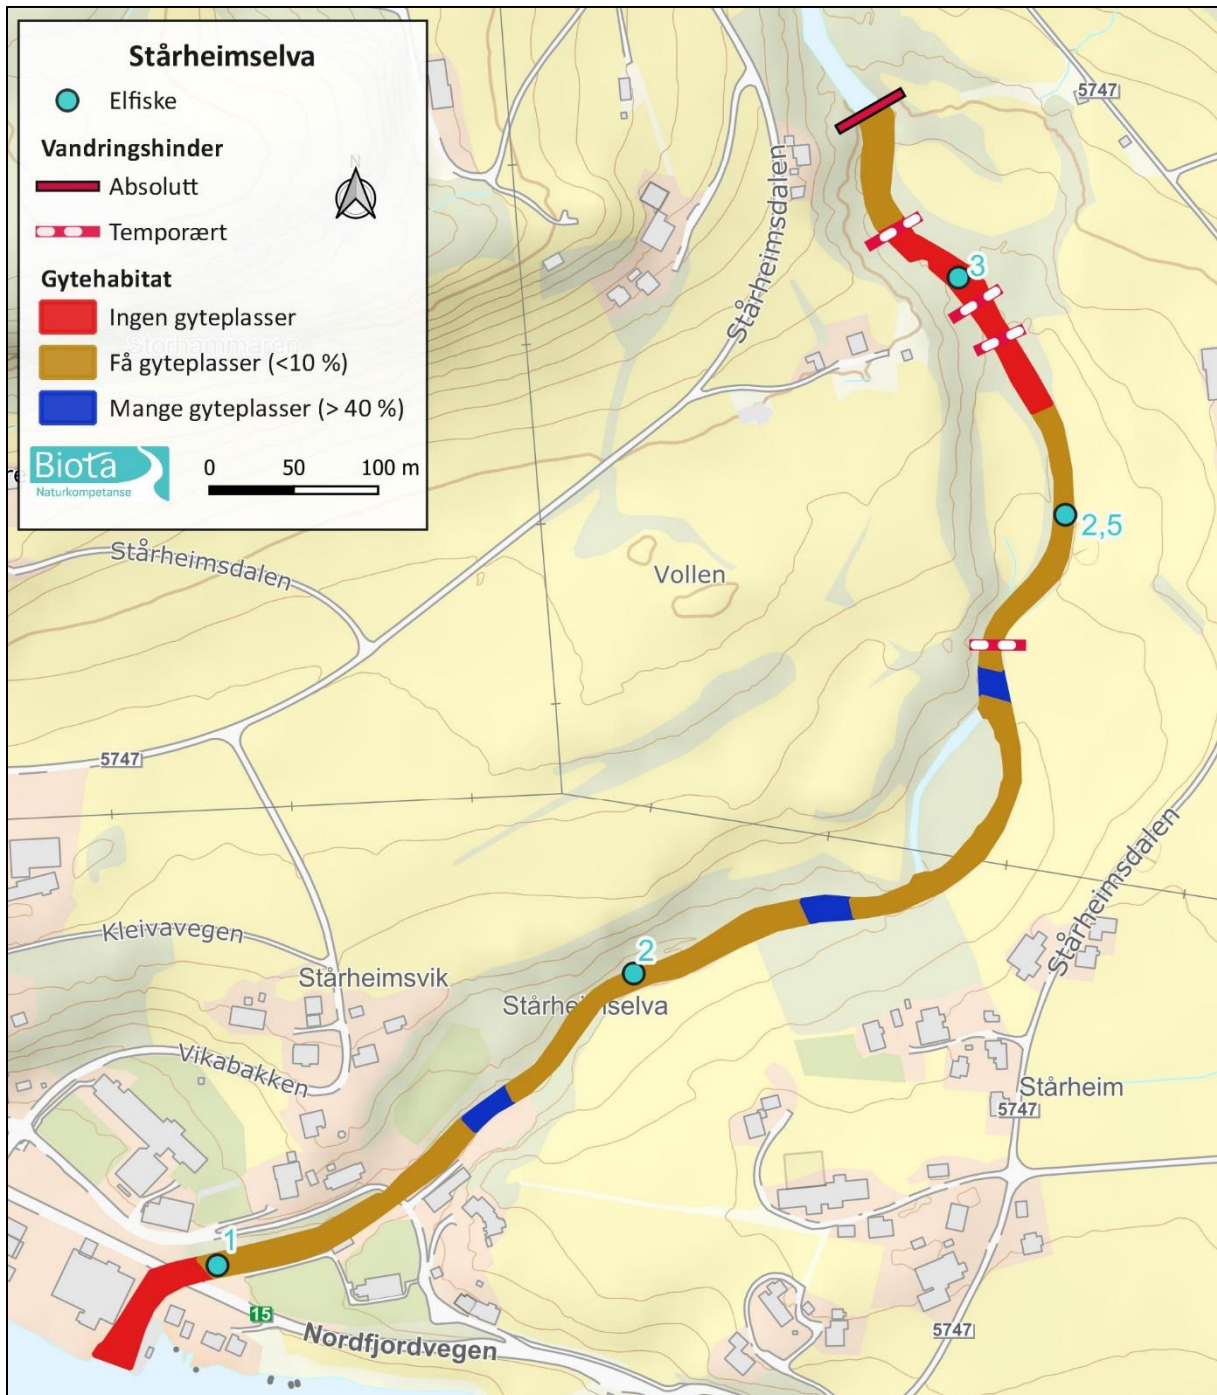 Stårheimselva
Elfiske
Vandringshinder
Absolutt
Temporært
N
Gytehabitat
Ingen gyteplasser
Storhammaren
Få gyteplasser (<10 %)
Mange gyteplasser (> 40 %)
Biota
Naturkompetanse
0 50 100 m
5747
Stårheimsdalen
3
2,5
Stårheimsdalen
Vollen
5747
Stårheimsdalen
Kleivavegen
2
Stårheimsvik
Stårheimselva
Vikabakken
Stårheim
5747
1
15
Nordfjordvegen
5747